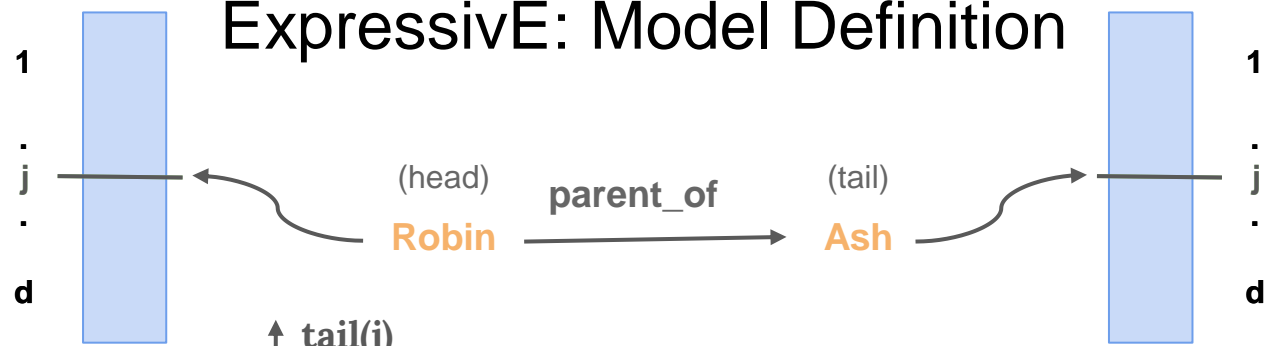 ExpressivE: Model Definition
1
.
j
.
d
(head)
Robin
parent_of
(tail)
Ash
1
.
j
.
d
tail(j)